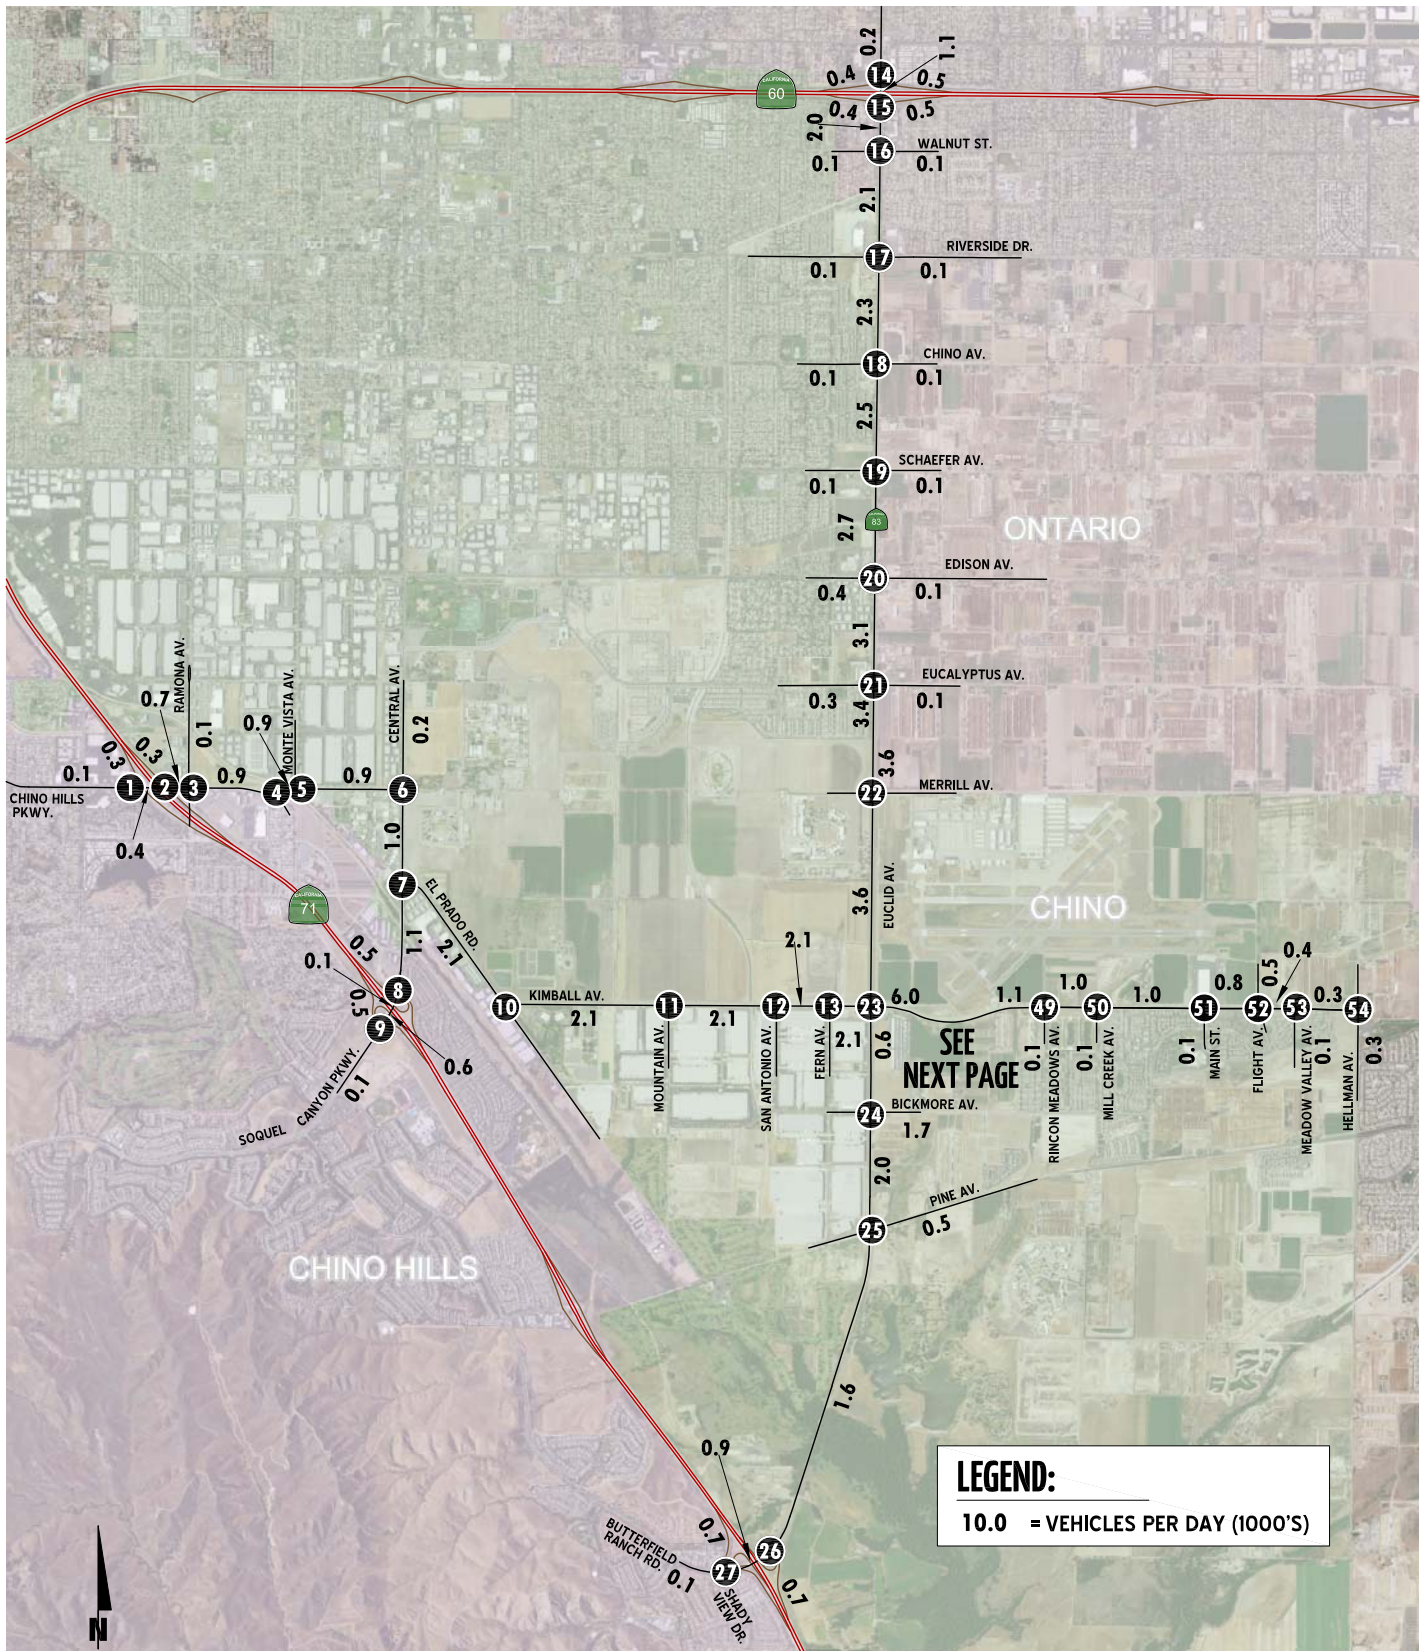 0.2
1.1
14
0.4
0.5
CALIFORNIA
60
15
0.4
0.5
2.0
16
WALNUT ST.
0.1
0.1
2.1
RIVERSIDE DR.
17
0.1
0.1
2.3
CHINO AV.
18
0.1
0.1
2.5
SCHAEFER AV.
19
0.1
0.1
83
2.7
ONTARIO
EDISON AV.
20
0.4
0.1
3.1
EUCALYPTUS AV.
21
0.3
0.1
3.4
3.6
MERRILL AV.
22
RAMONA AV.
0.7
0.1
MONTE VISTA AV.
0.9
CENTRAL AV.
0.2
0.3
0.3
0.1
1
2
3
0.9
4
5
0.9
6
CHINO HILLS
PKWY.
0.4
1.0
7
EL PRADO RD.
2.1
CALIFORNIA
71
1.1
0.5
0.1
8
0.5
9
0.6
SOQUEL CANYON PKWY.
0.1
EUCLID AV.
3.6
CHINO
10
KIMBALL AV.
2.1
11
2.1
12
2.1
13
2.1
23
6.0
1.1
49
1.0
50
1.0
51
0.8
52
0.5
0.4
53
0.3
54
MOUNTAIN AV.
SAN ANTONIO AV.
FERN AV.
0.6
SEE
NEXT PAGE
0.1
RINCON MEADOWS AV.
0.1
MILL CREEK AV.
0.1
MAIN ST.
FLIGHT AV.
MEADOW VALLEY AV.
0.1
HELLMAN AV.
0.3
24
BICKMORE AV.
1.7
2.0
PINE AV.
25
0.5
CHINO HILLS
1.6
0.9
0.7
26
BUTTERFIELD
RANCH RD.
0.1
27
0.7
SHADY
VIEW DR.
LEGEND:
10.0 = VEHICLES PER DAY (1000'S)
N